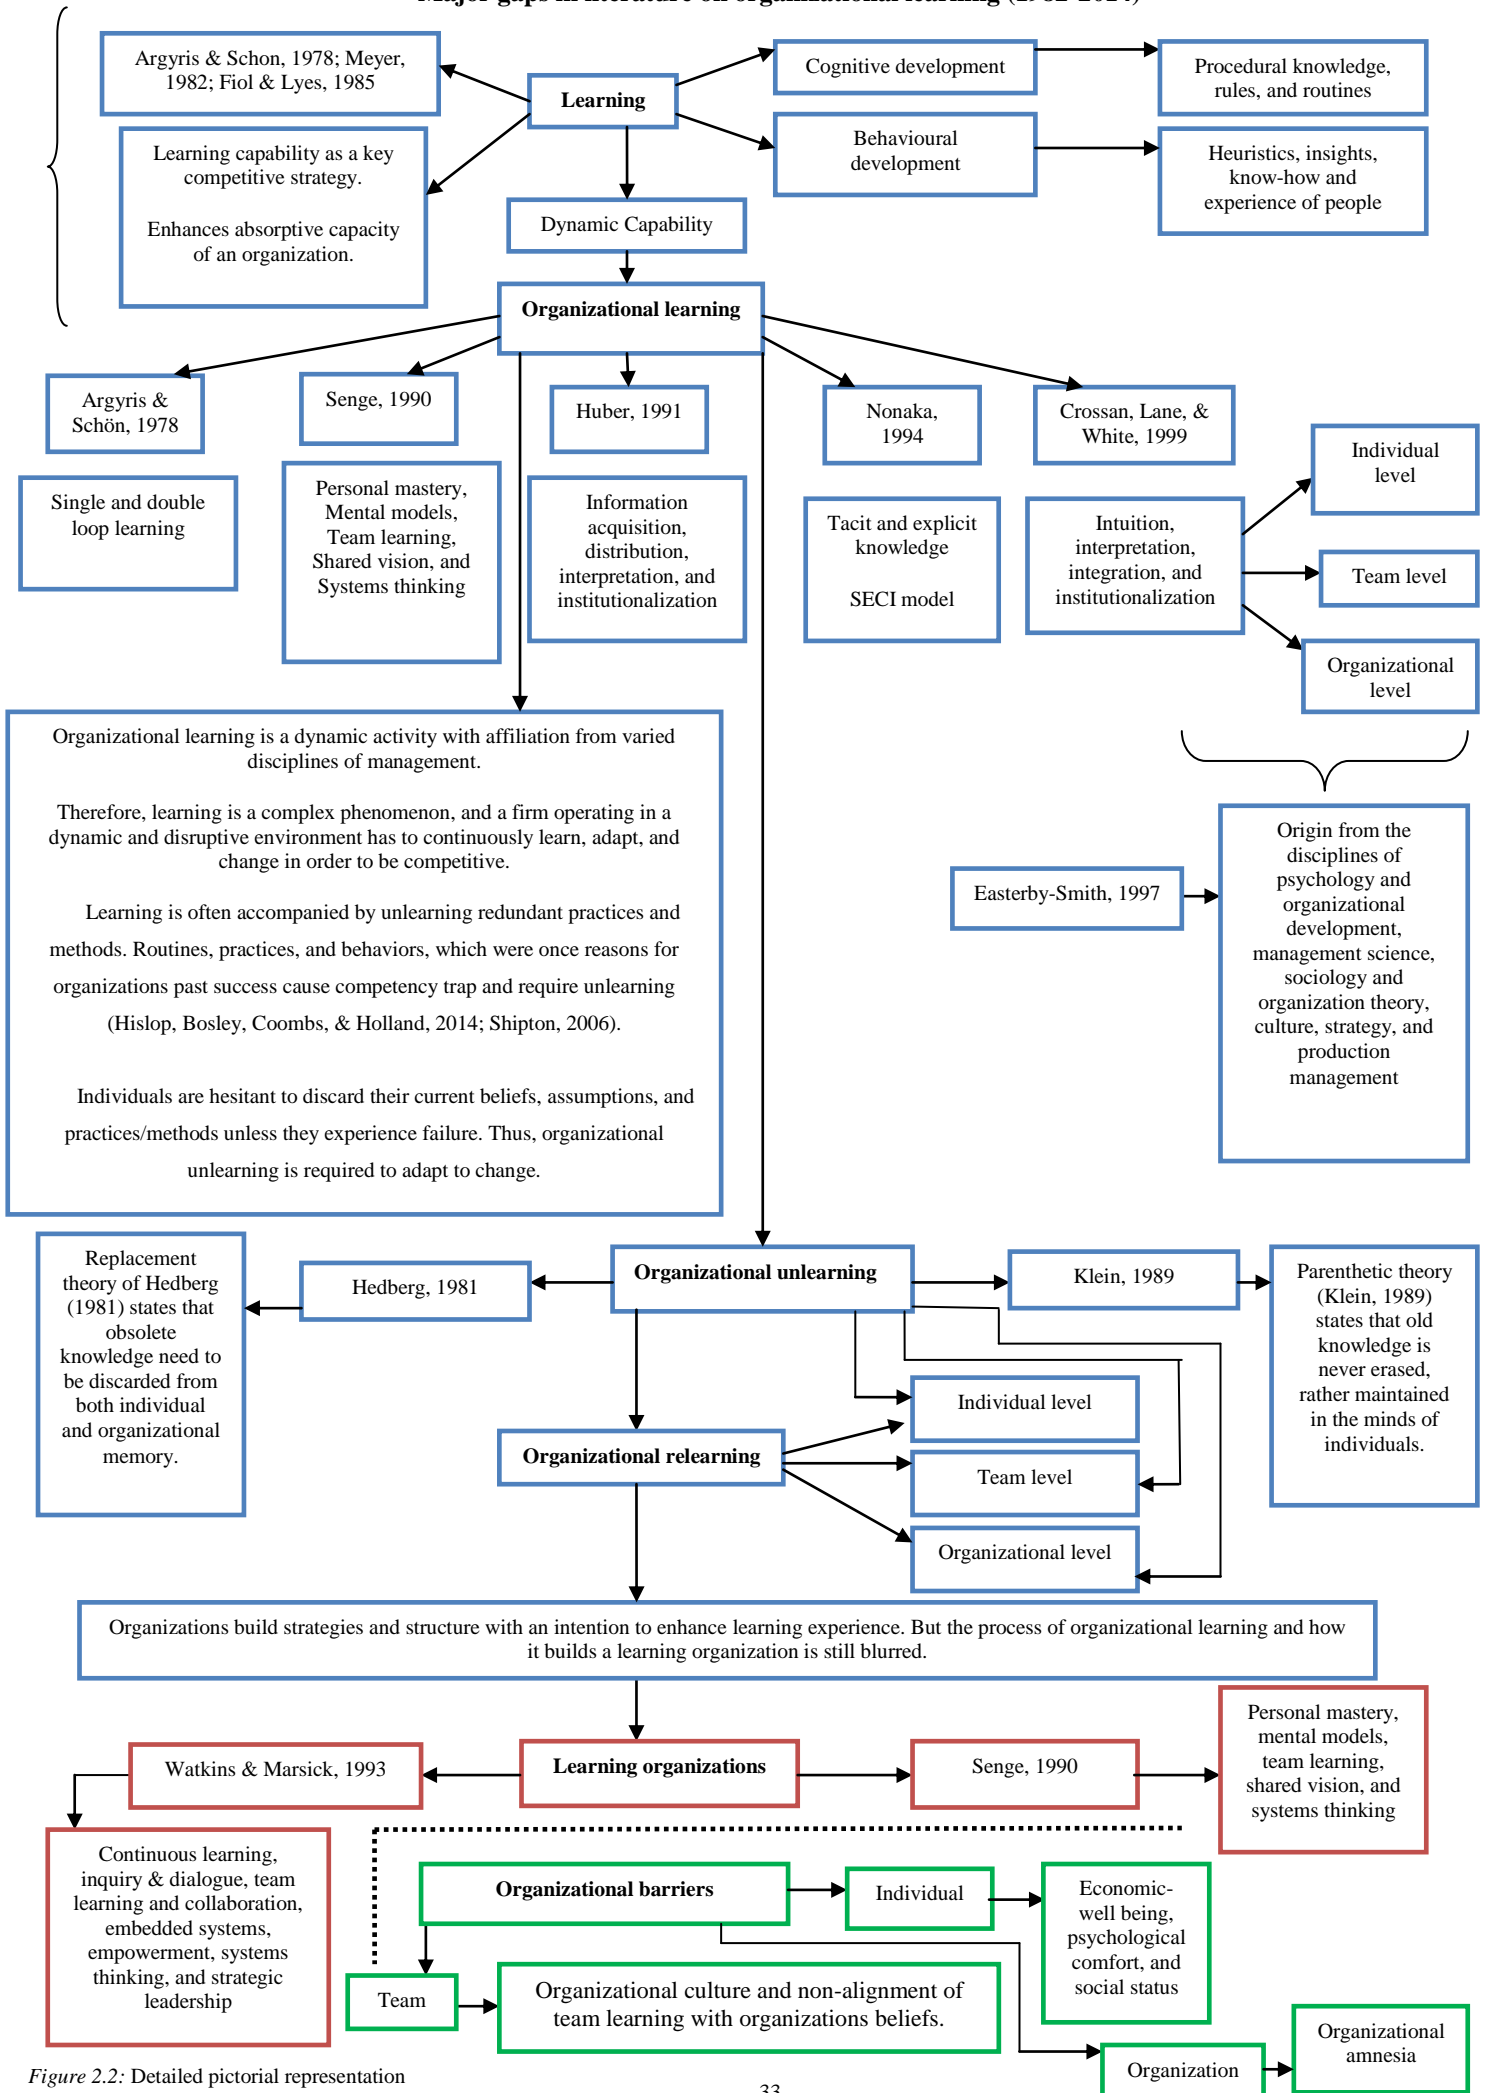 Major gaps in literature on organizational learning (1982-2014)
Argyris & Schon, 1978; Meyer,
1982; Fiol & Lyes, 1985
Learning
Cognitive development
Procedural knowledge,
rules, and routines
Learning capability as a key
competitive strategy.
Enhances absorptive capacity
of an organization.
Behavioural
development
Heuristics, insights,
know-how and
experience of people
Dynamic Capability
Organizational learning
Argyris &
Schön, 1978
Senge, 1990
Huber, 1991
Nonaka,
1994
Crossan, Lane, &
White, 1999
Single and double
loop learning
Personal mastery,
Mental models,
Team learning,
Shared vision, and
Systems thinking
Information
acquisition,
distribution,
interpretation, and
institutionalization
Tacit and explicit
knowledge
SECI model
Intuition,
interpretation,
integration, and
institutionalization
Individual
level
Team level
Organizational
level
Organizational learning is a dynamic activity with affiliation from varied
disciplines of management.
Therefore, learning is a complex phenomenon, and a firm operating in a
dynamic and disruptive environment has to continuously learn, adapt, and
change in order to be competitive.
Learning is often accompanied by unlearning redundant practices and
methods. Routines, practices, and behaviors, which were once reasons for
organizations past success cause competency trap and require unlearning
(Hislop, Bosley, Coombs, & Holland, 2014; Shipton, 2006).
Individuals are hesitant to discard their current beliefs, assumptions, and
practices/methods unless they experience failure. Thus, organizational
unlearning is required to adapt to change.
Easterby-Smith, 1997
Origin from the
disciplines of
psychology and
organizational
development,
management science,
sociology and
organization theory,
culture, strategy, and
production
management
Replacement
theory of Hedberg
(1981) states that
obsolete
knowledge need to
be discarded from
both individual
and organizational
memory.
Hedberg, 1981
Organizational unlearning
Klein, 1989
Parenthetic theory
(Klein, 1989)
states that old
knowledge is
never erased,
rather maintained
in the minds of
individuals.
Individual level
Organizational relearning
Team level
Organizational level
Organizations build strategies and structure with an intention to enhance learning experience. But the process of organizational learning and how
it builds a learning organization is still blurred.
Watkins & Marsick, 1993
Learning organizations
Senge, 1990
Personal mastery,
mental models,
team learning,
shared vision, and
systems thinking
Continuous learning,
inquiry & dialogue, team
learning and collaboration,
embedded systems,
empowerment, systems
thinking, and strategic
leadership
Organizational barriers
Individual
Economic-
well being,
psychological
comfort, and
social status
Team
Organizational culture and non-alignment of
team learning with organizations beliefs.
Organization
Organizational
amnesia
Figure 2.2: Detailed pictorial representation
33